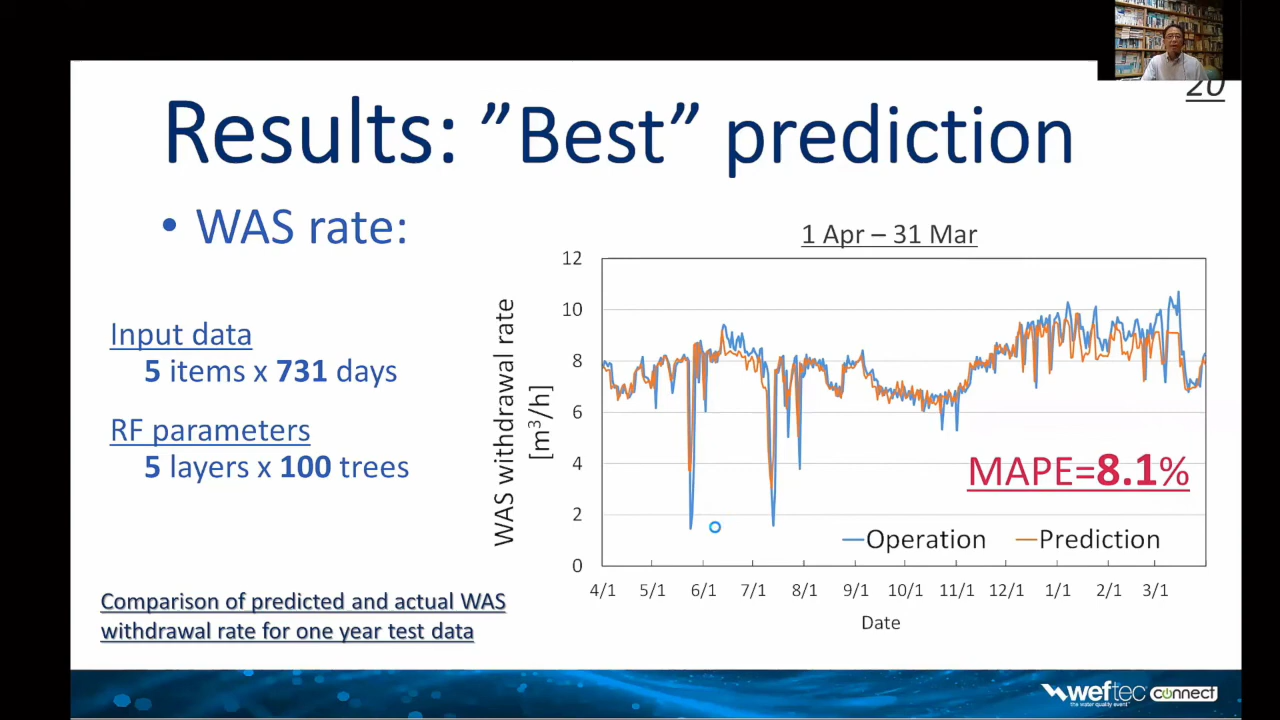 20
Results: ”Best” prediction
• WAS rate:
Input data
5 items x 731 days
RF parameters
5 layers x 100 trees
Comparison of predicted and actual WAS
withdrawal rate for one year test data
1 Apr – 31 Mar
WAS withdrawal rate
[m³/h]
12
10
8
6
4
2
0
MAPE=8.1%
Operation
Prediction
4/1 5/1 6/1 7/1 8/1 9/1 10/1 11/1 12/1 1/1 2/1 3/1
Date
weftec connect
the water quality event™